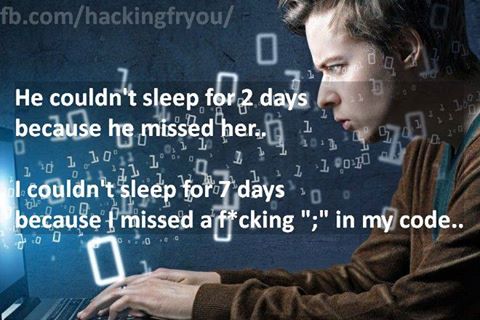 fb.com/hackingfryou/
He couldn't sleep for 2 days
because he missed her..
I couldn't sleep for 7 days
because I missed a f*cking ";" in my code..